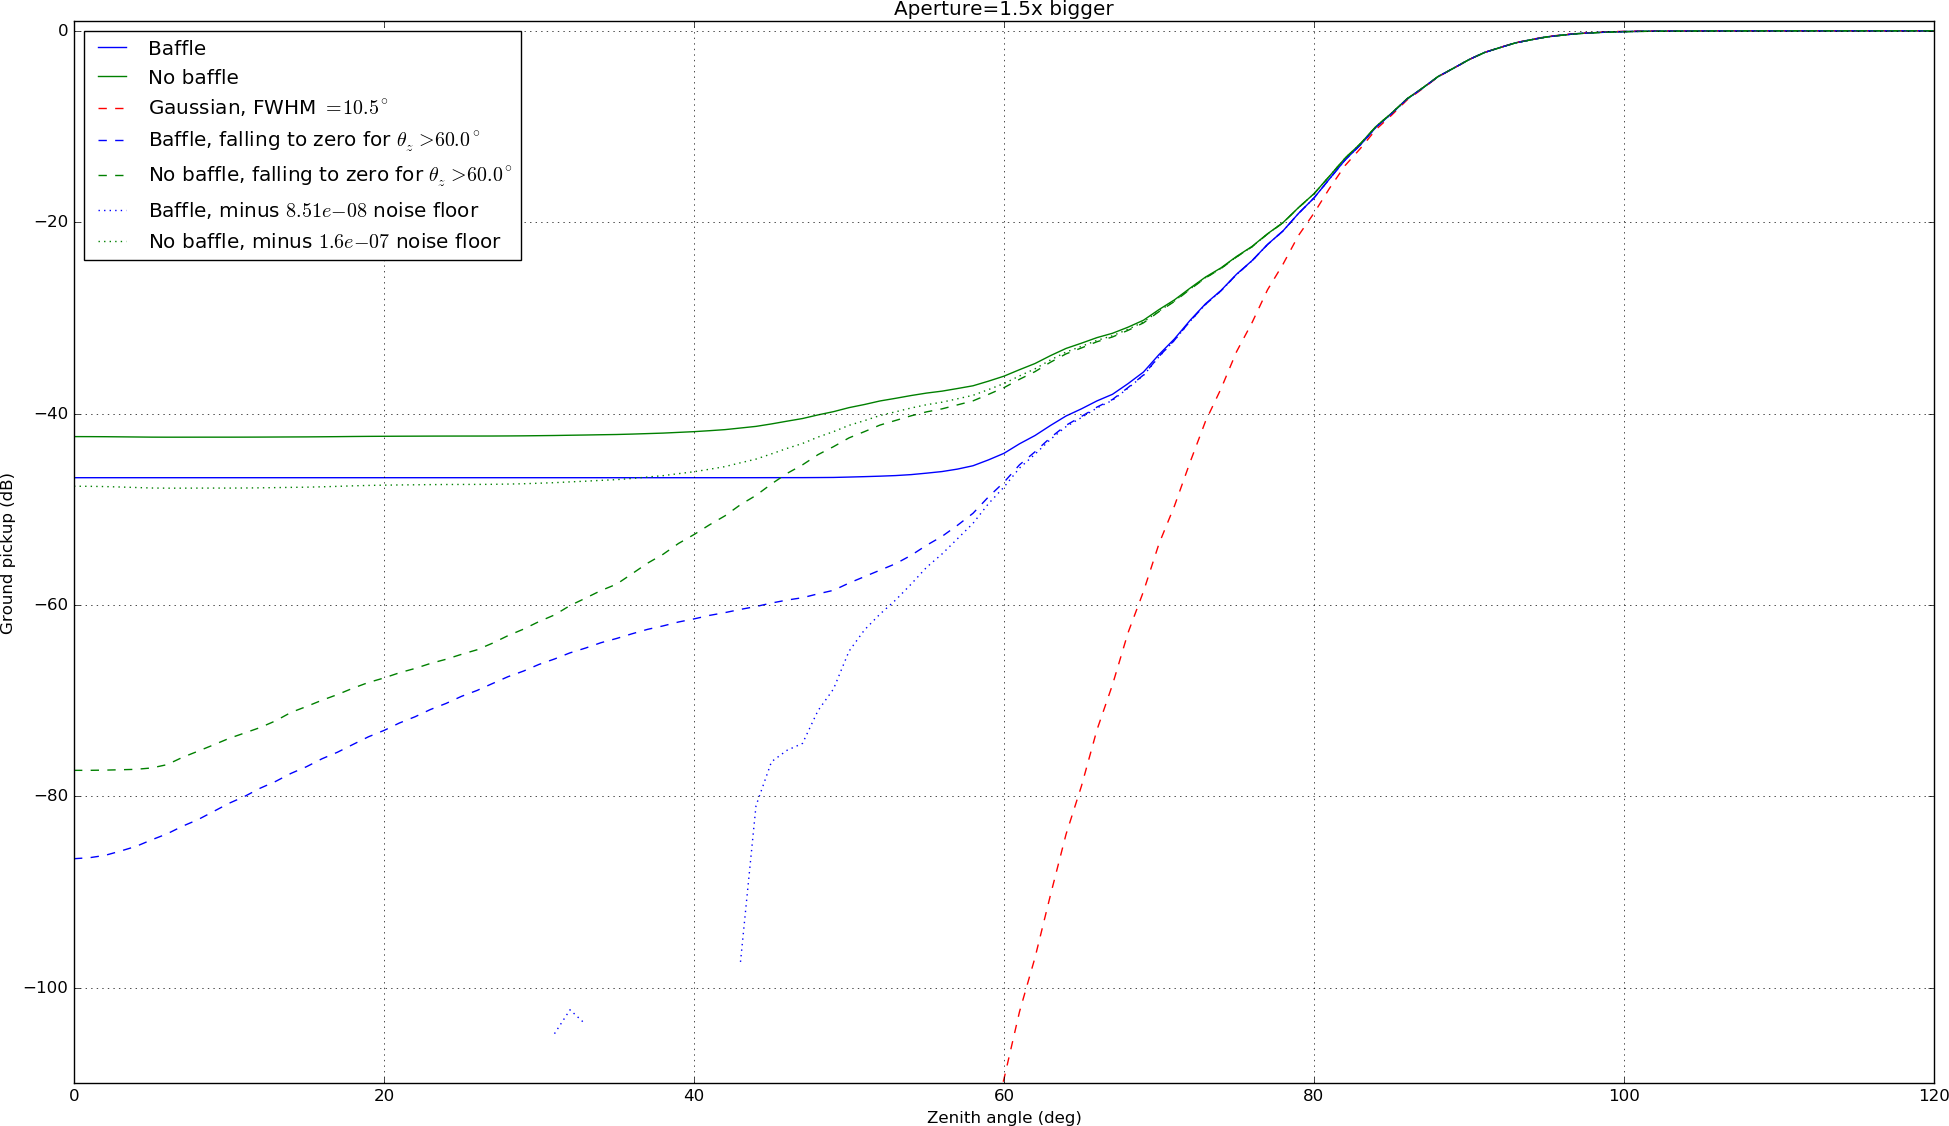 Aperture=1.5x bigger
Baffle
No baffle
Gaussian, FWHM =10.5°
Baffle, falling to zero for θ_z >60.0°
No baffle, falling to zero for θ_z >60.0°
Baffle, minus 8.51e−08 noise floor
No baffle, minus 1.6e−07 noise floor
0
−20
−40
−60
−80
−100
Ground pickup (dB)
0 20 40 60 80 100 120
Zenith angle (deg)